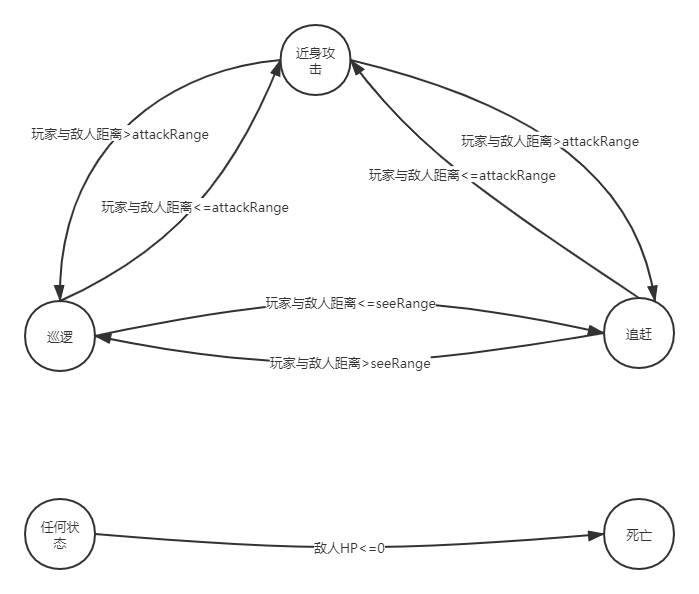 近身攻
击
玩家与敌人距离>attackRange
玩家与敌人距离>attackRange
玩家与敌人距离<=attackRange
玩家与敌人距离<=attackRange
玩家与敌人距离<=seeRange
巡逻
追赶
玩家与敌人距离>seeRange
任何状
态
死亡
敌人HP<=0